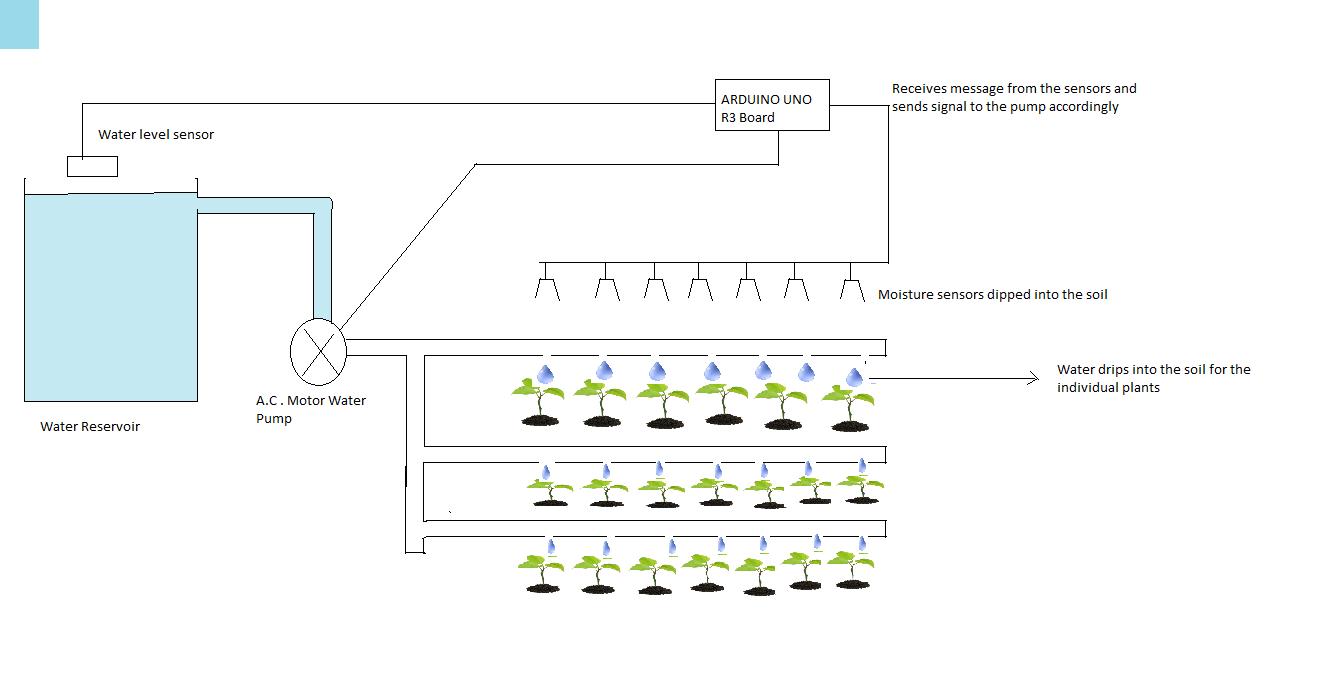 ARDUINO UNO
R3 Board
Receives message from the sensors and
sends signal to the pump accordingly
Water level sensor
Moisture sensors dipped into the soil
Water drips into the soil for the
individual plants
A.C . Motor Water
Pump
Water Reservoir